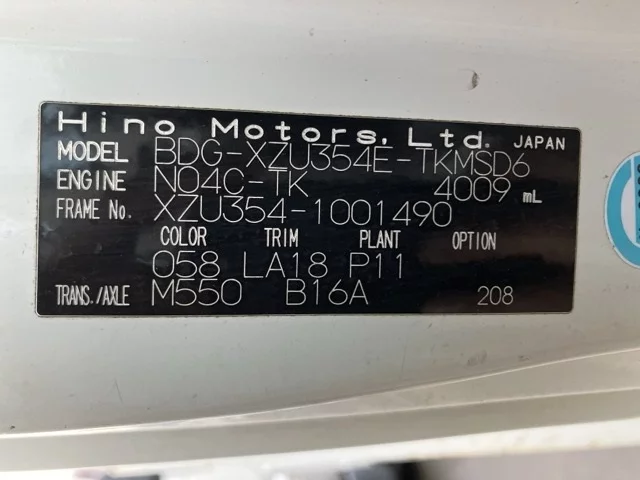 Hino Motors, Ltd. JAPAN
MODEL BDG-XZU354E-TKMSD6
ENGINE N04C-TK 4009 mL
FRAME No. XZU354-1001490
COLOR TRIM PLANT OPTION
058 LA18 P11
TRANS./AXLE M550 B16A 208